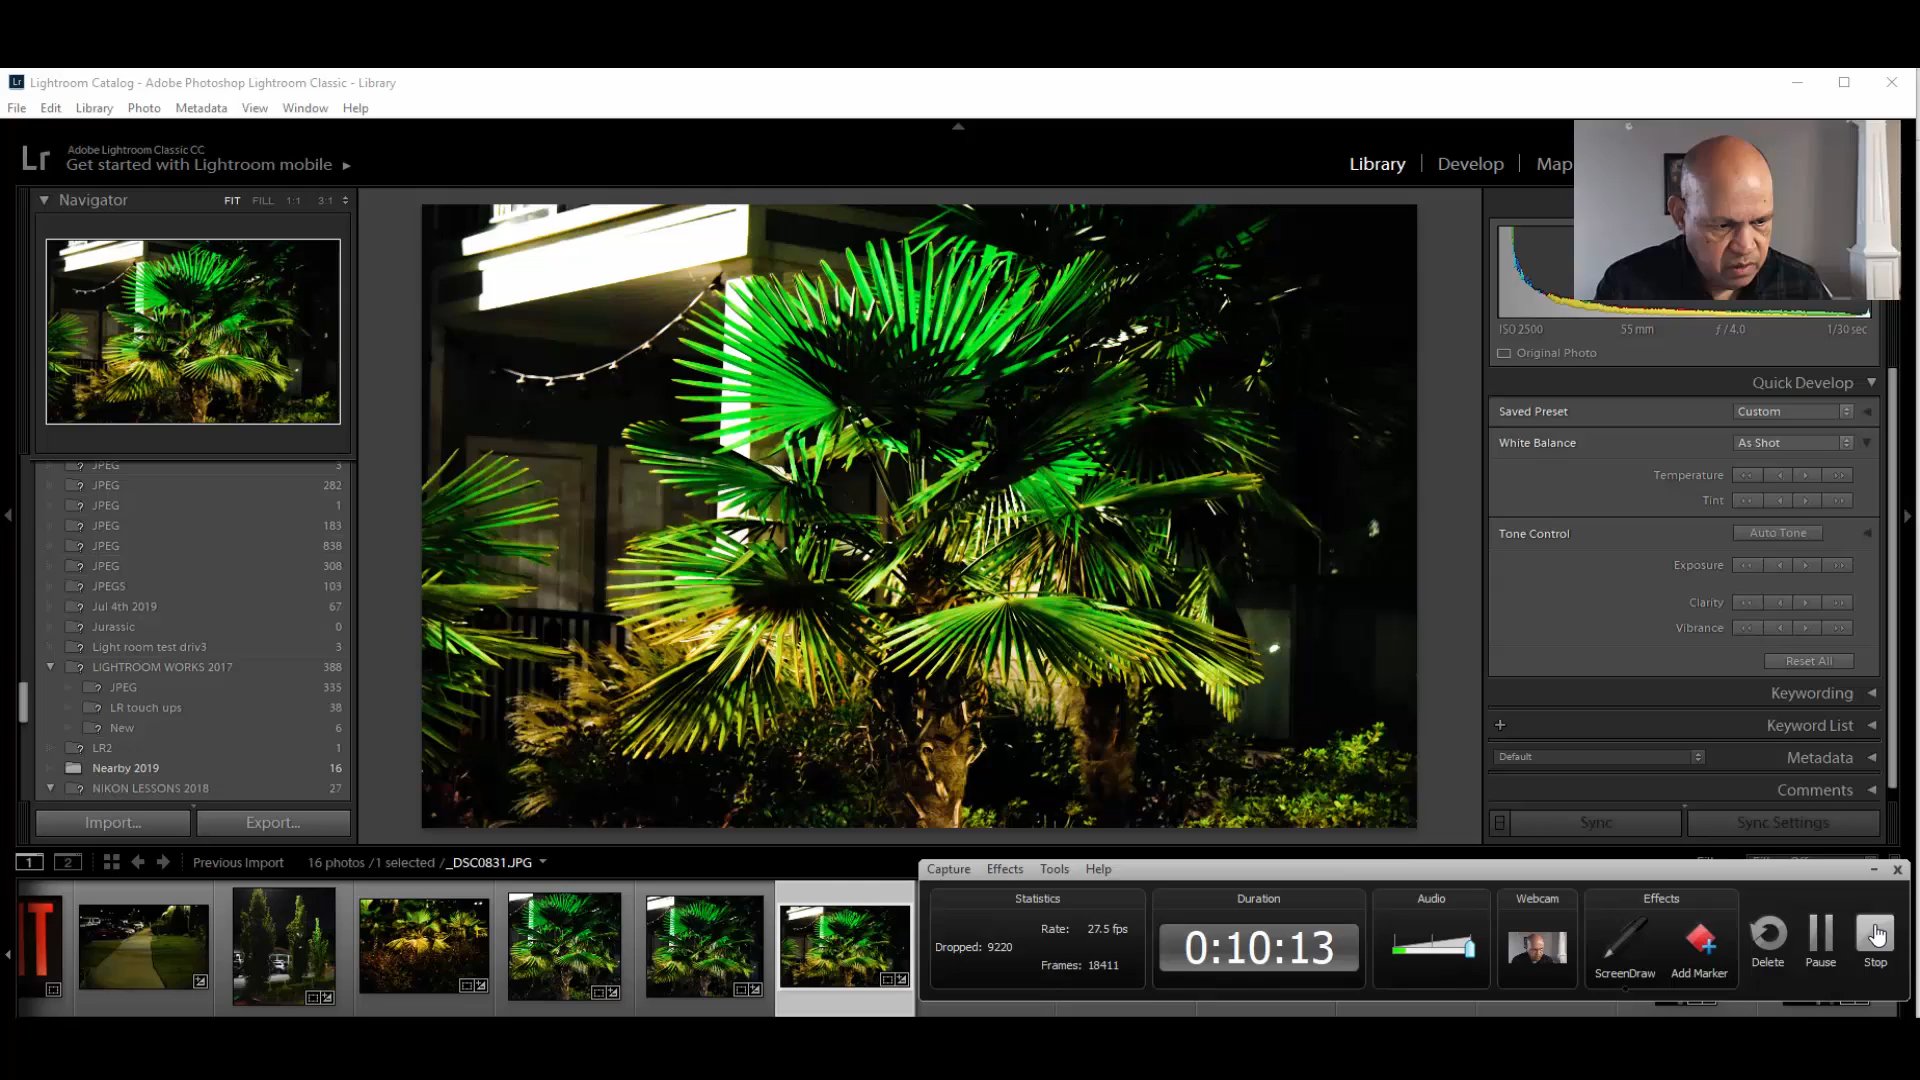 Lr Lightroom Catalog - Adobe Photoshop Lightroom Classic - Library
File Edit Library Photo Metadata View Window Help
Lr Adobe Lightroom Classic CC
Get started with Lightroom mobile
Library | Develop | Map
Navigator FIT FILL 1:1 3:1
ISO 2500 55 mm ƒ / 4.0 1/30 sec
Original Photo
Quick Develop
Saved Preset Custom
White Balance As Shot
Temperature
Tint
Tone Control Auto Tone
Exposure
Clarity
Vibrance
Reset All
Keywording
Keyword List
Default Metadata
Comments
Sync Sync Settings
JPEG 3
JPEG 282
JPEG 1
JPEG 183
JPEG 838
JPEG 308
JPEGS 103
Jul 4th 2019 67
Jurassic 0
Light room test driv3 3
LIGHTROOM WORKS 2017 388
JPEG 335
LR touch ups 38
New 6
LR2 1
Nearby 2019 16
NIKON LESSONS 2018 27
Import... Export...
1 2 Previous Import 16 photos /1 selected /_DSC0831.JPG
IT
Capture Effects Tools Help
Statistics Duration Audio Webcam Effects
Rate: 27.5 fps
Dropped: 9220
Frames: 18411
0:10:13
ScreenDraw Add Marker Delete Pause Stop